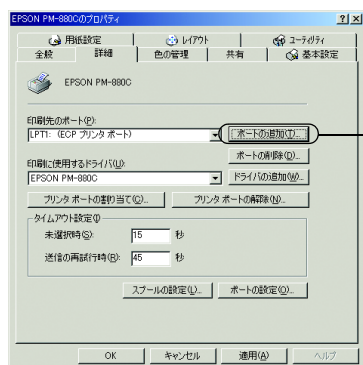 EPSON PM-880Cのプロパティ
用紙設定 レイアウト ユーティリティ
全般 詳細 色の管理 共有 基本設定
EPSON PM-880C
印刷先のポート(P):
LPT1: (ECP プリンタ ポート) ポートの追加(T)...
ポートの削除(D)...
印刷に使用するドライバ(U):
EPSON PM-880C ドライバの追加(W)...
プリンタ ポートの割り当て(C)... プリンタ ポートの解除(N)...
タイムアウト設定
未選択時(S): 15 秒
送信の再試行時(R): 45 秒
スプールの設定(L)... ポートの設定(O)...
OK キャンセル 適用(A) ヘルプ